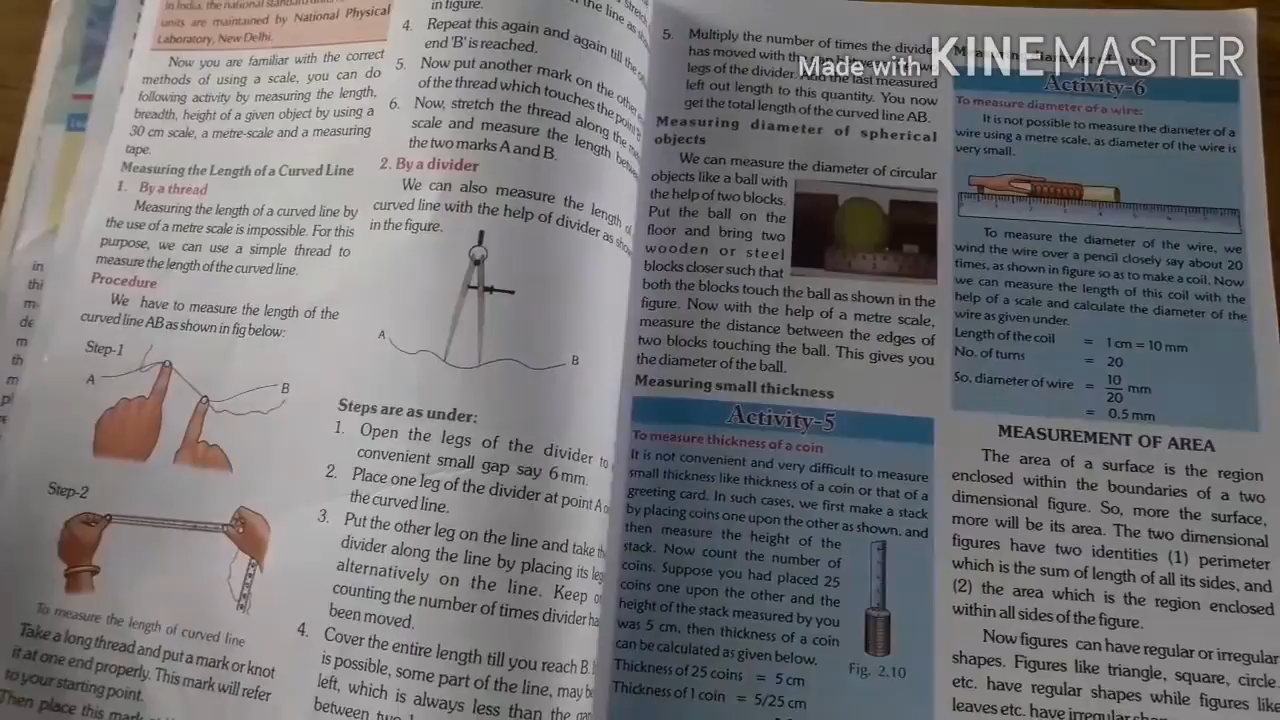 In India, the national standard
units are maintained by National Physical
Laboratory, New Delhi.
Now you are familiar with the correct
methods of using a scale, you can do
following activity by measuring the length,
breadth, height of a given object by using a
30 cm scale, a metre-scale and a measuring
tape.
Measuring the Length of a Curved Line
1. By a thread
Measuring the length of a curved line by
the use of a metre scale is impossible. For this
purpose, we can use a simple thread to
measure the length of the curved line.
Procedure
We have to measure the length of the
curved line AB as shown in fig below:
Step-1
A
B
Step-2
To measure the length of curved line
Take a long thread and put a mark or knot
it at one end properly. This mark will refer
to your starting point.
Then place this
in figure.
the line as
4. Repeat this again and again till the
end 'B' is reached.
5. Now put another mark on the other
of the thread which touches the point
6. Now, stretch the thread along the
scale and measure the length
the two marks A and B.
2. By a divider
We can also measure the length of
curved line with the help of divider as
in the figure.
A
B
Steps are as under:
1. Open the legs of the divider to
convenient small gap say 6 mm.
2. Place one leg of the divider at point A
the curved line.
3. Put the other leg on the line and take
divider along the line by placing its
alternatively on the line. Keep
counting the number of times divider
been moved.
4. Cover the entire length till you reach B.
is possible, some part of the line, may
left, which is always less than the
between
5. Multiply the number of times the
has moved with
legs of the divider. Add the last measured
left out length to this quantity. You now
get the total length of the curved line AB.
Measuring diameter of spherical
objects
We can measure the diameter of circular
objects like a ball with
the help of two blocks.
Put the ball on the
floor and bring two
wooden or steel
blocks closer such that
both the blocks touch the ball as shown in the
figure. Now with the help of a metre scale,
measure the distance between the edges of
two blocks touching the ball. This gives you
the diameter of the ball.
Measuring small thickness
Activity-5
To measure thickness of a coin
It is not convenient and very difficult to measure
small thickness like thickness of a coin or that of a
greeting card. In such cases, we first make a stack
by placing coins one upon the other as shown, and
then measure the height of the
stack. Now count the number of
coins. Suppose you had placed 25
coins one upon the other and the
height of the stack measured by you
was 5 cm, then thickness of a coin
can be calculated as given below.
Thickness of 25 coins = 5 cm
Thickness of 1 coin = 5/25 cm
Fig. 2.10
Made with KINEMASTER
Activity-6
To measure diameter of a wire:
It is not possible to measure the diameter of a
wire using a metre scale, as diameter of the wire is
very small.
To measure the diameter of the wire, we
wind the wire over a pencil closely say about 20
times, as shown in figure so as to make a coil. Now
we can measure the length of this coil with the
help of a scale and calculate the diameter of the
wire as given under.
Length of the coil = 1 cm = 10 mm
No. of turns = 20
So, diameter of wire = 10/20 mm
= 0.5 mm
MEASUREMENT OF AREA
The area of a surface is the region
enclosed within the boundaries of a two
dimensional figure. So, more the surface,
more will be its area. The two dimensional
figures have two identities (1) perimeter
which is the sum of length of all its sides, and
(2) the area which is the region enclosed
within all sides of the figure.
Now figures can have regular or irregular
shapes. Figures like triangle, square, circle
etc. have regular shapes while figures like
leaves etc. have